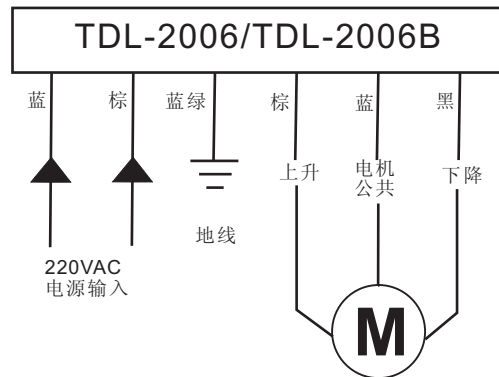 TDL-2006/TDL-2006B
蓝 棕 蓝绿 棕 蓝 黑
上升 电机 下降
公共
地线
220VAC
电源输入
M